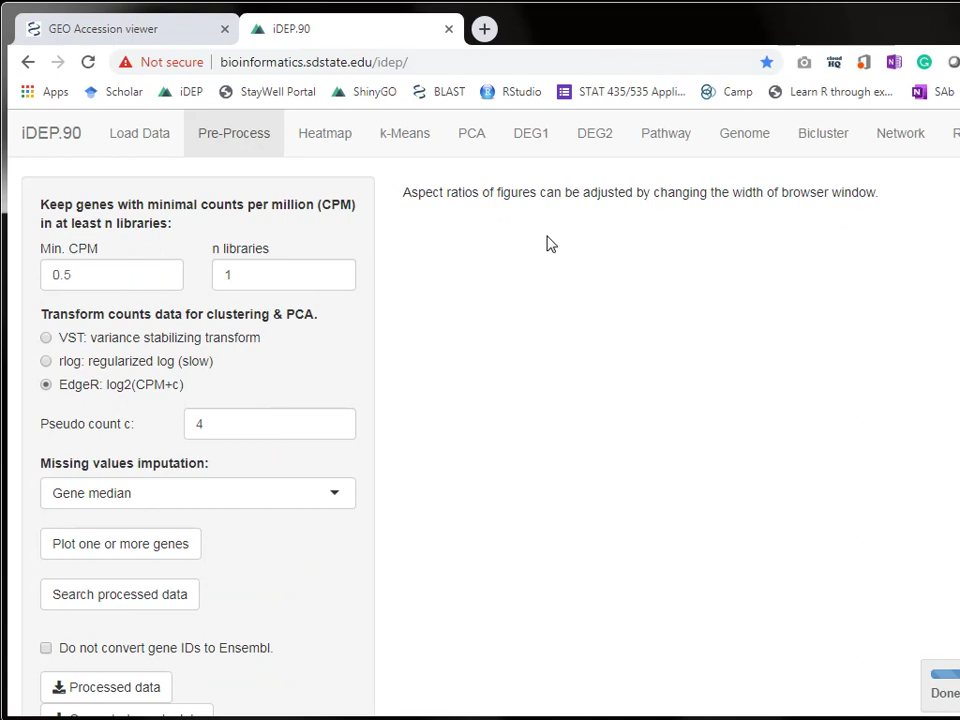 GEO Accession viewer
iDEP.90
Not secure
bioinformatics.sdstate.edu/idep/
Apps
Scholar
iDEP
StayWell Portal
ShinyGO
BLAST
RStudio
STAT 435/535 Appli...
Camp
Learn R through ex...
SAb
iDEP.90
Load Data
Pre-Process
Heatmap
k-Means
PCA
DEG1
DEG2
Pathway
Genome
Bicluster
Network
R
Keep genes with minimal counts per million (CPM)
in at least n libraries:
Min. CPM
n libraries
0.5
1
Transform counts data for clustering & PCA.
VST: variance stabilizing transform
rlog: regularized log (slow)
EdgeR: log2(CPM+c)
Pseudo count c:
4
Missing values imputation:
Gene median
Plot one or more genes
Search processed data
Do not convert gene IDs to Ensembl.
Processed data
Aspect ratios of figures can be adjusted by changing the width of browser window.
Done